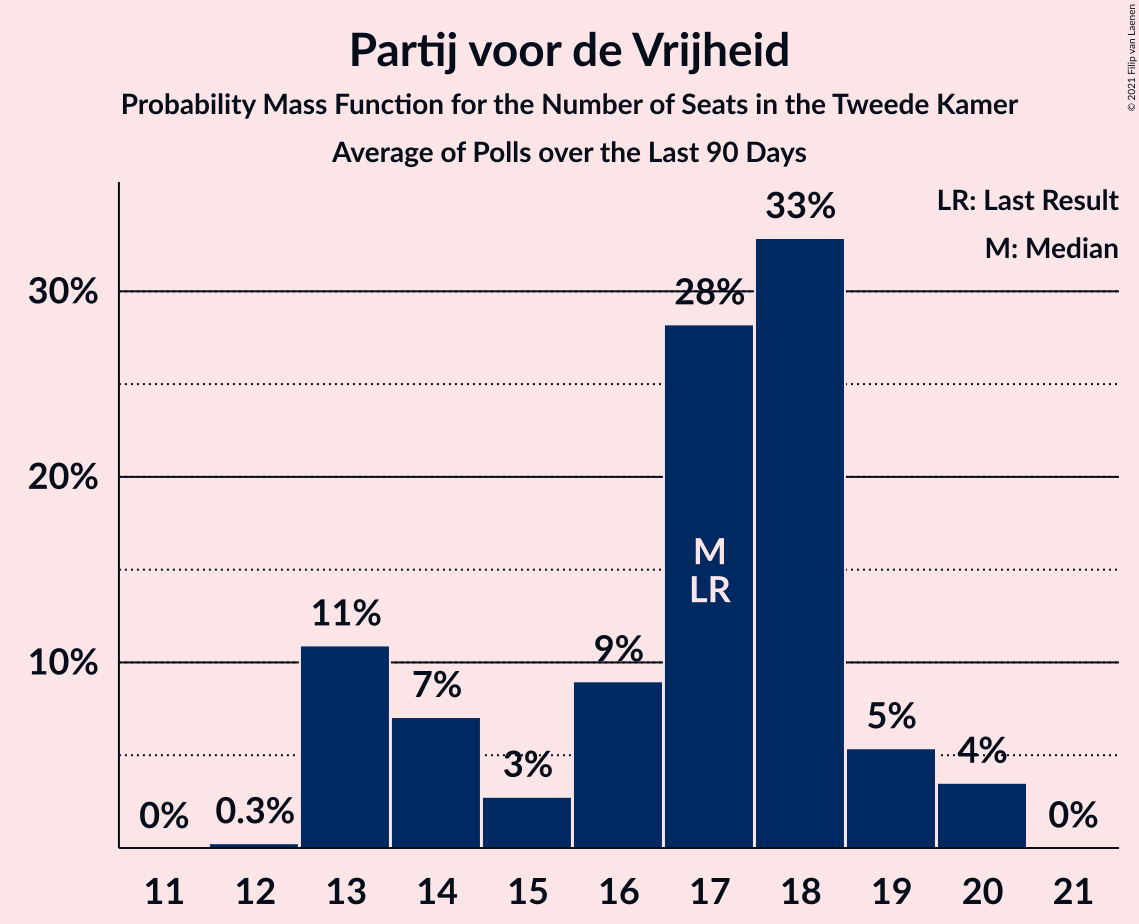 Partij voor de Vrijheid
Probability Mass Function for the Number of Seats in the Tweede Kamer
Average of Polls over the Last 90 Days
© 2021 Filip van Laenen
LR: Last Result
M: Median
30%
20%
10%
0%
0.3%
11%
7%
3%
9%
28%
33%
5%
4%
0%
M
LR
11 12 13 14 15 16 17 18 19 20 21